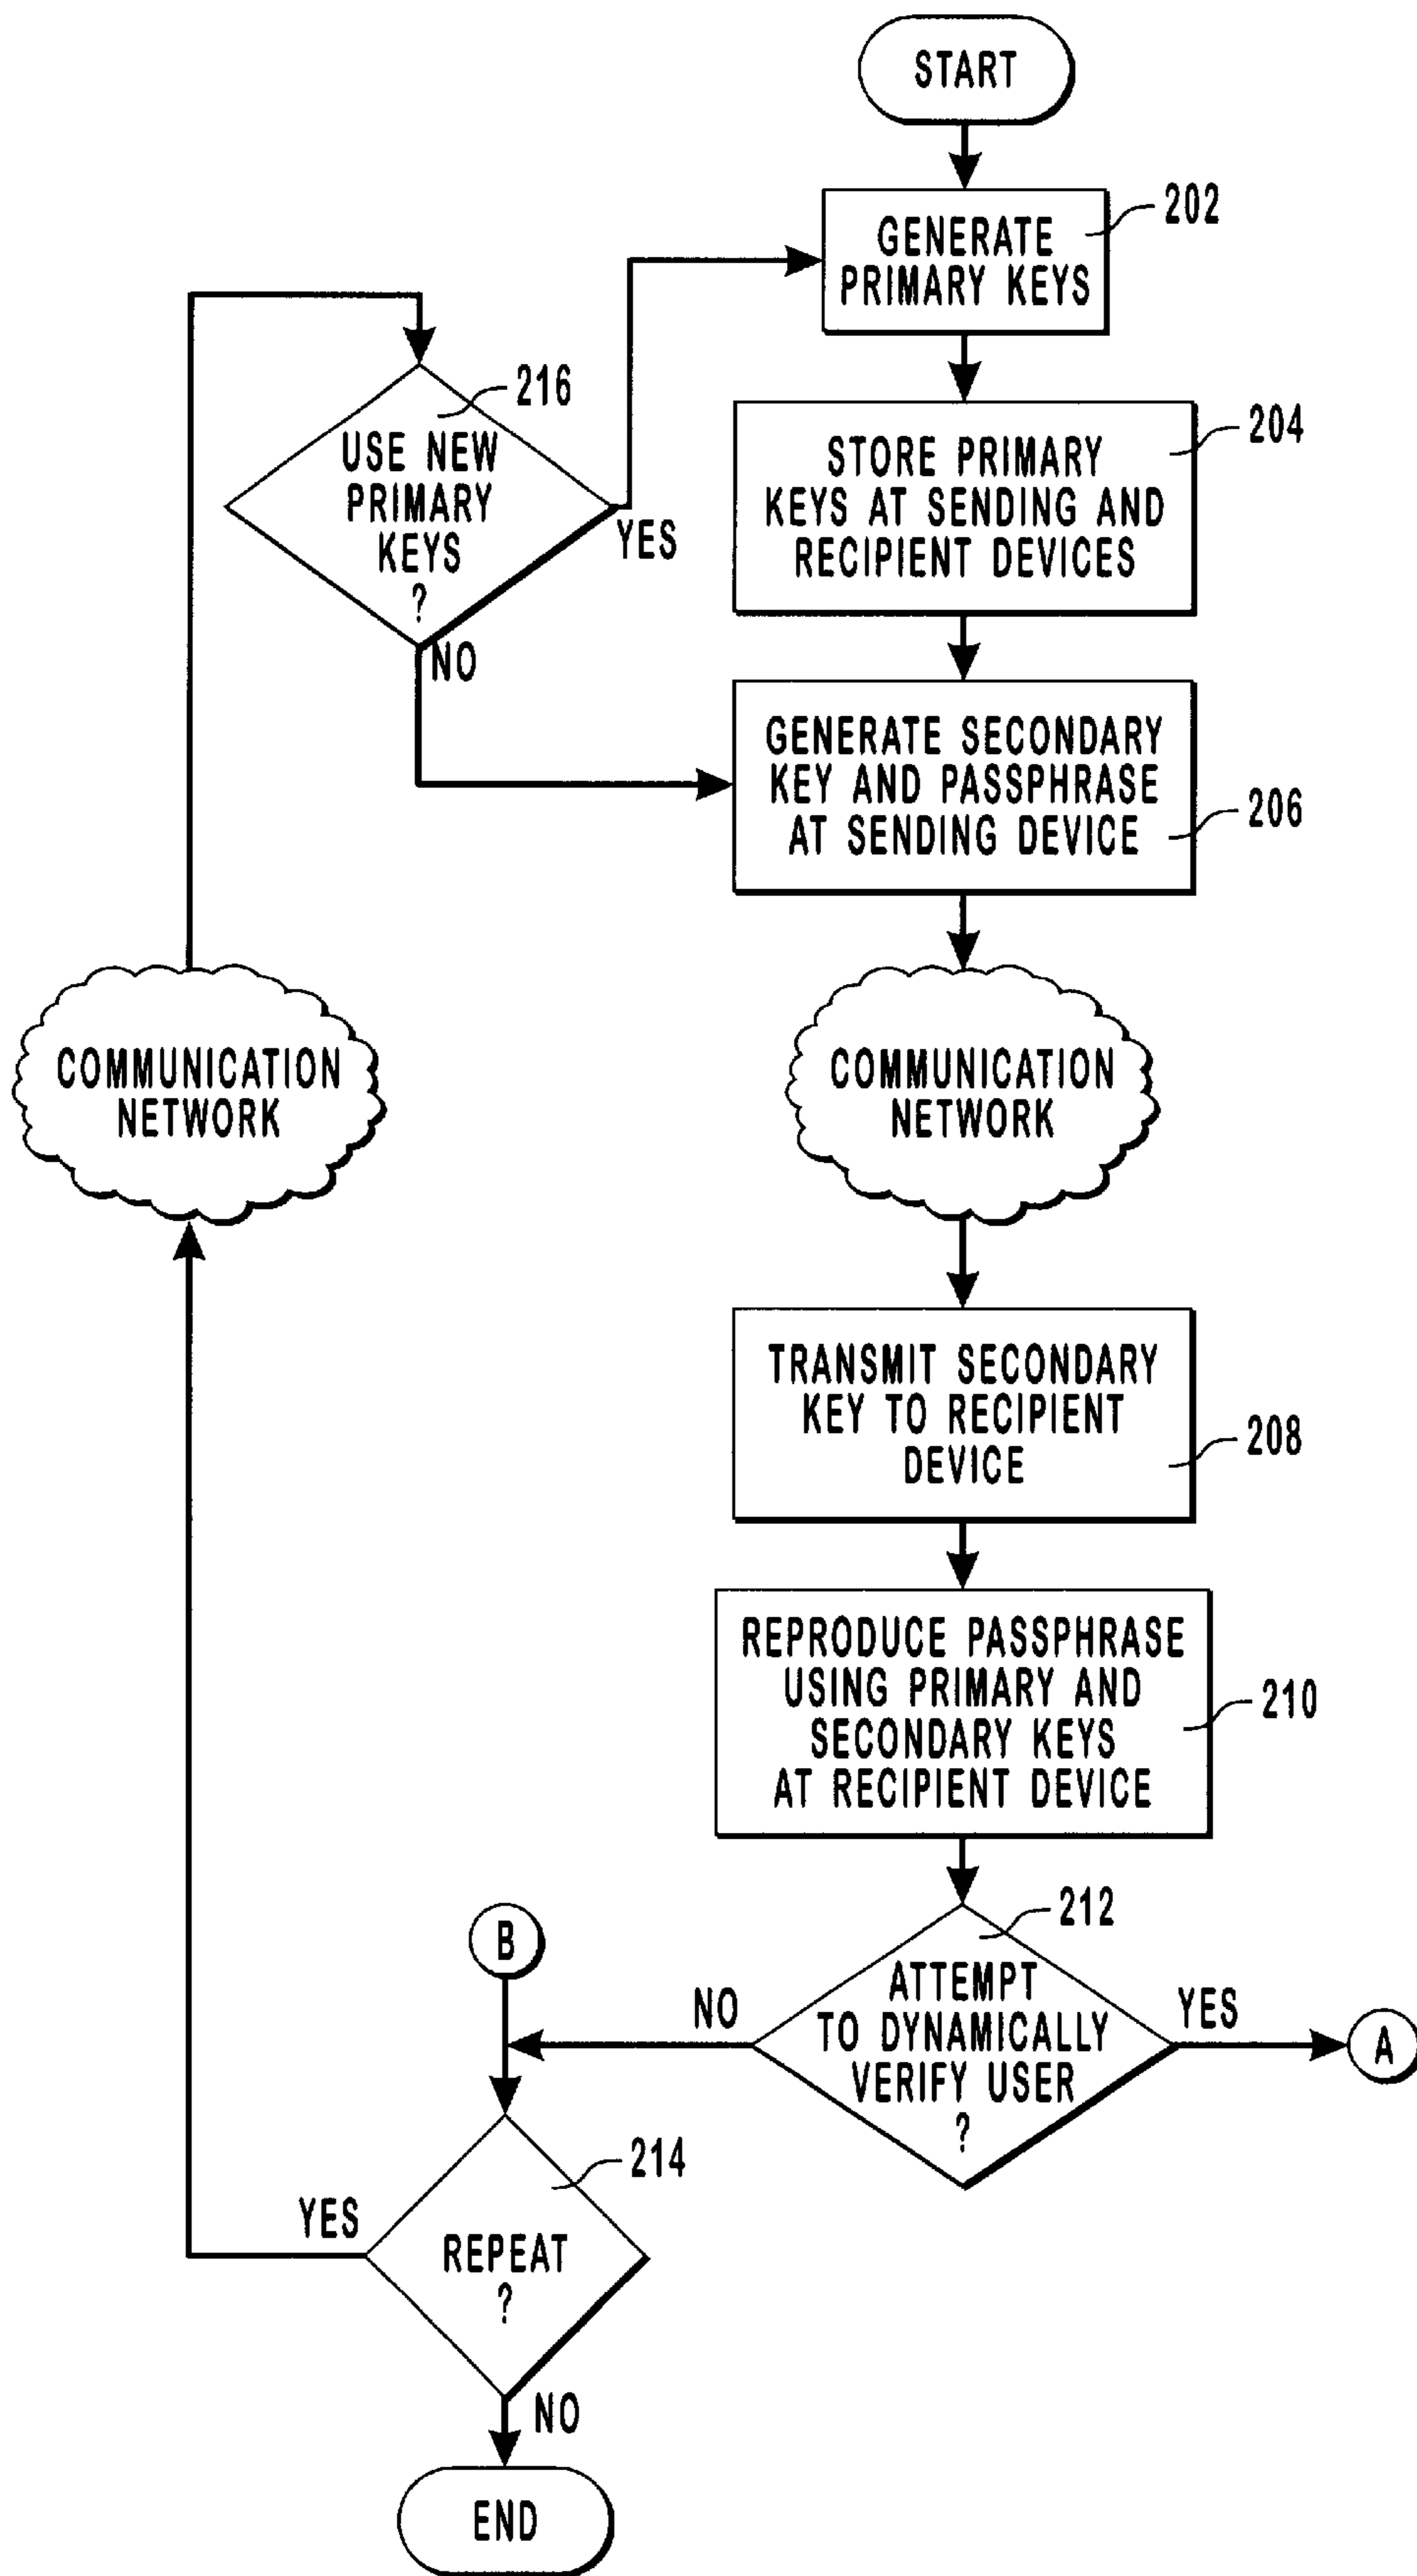 START
202
GENERATE
PRIMARY KEYS
216
USE NEW
PRIMARY
KEYS
?
YES
NO
204
STORE PRIMARY
KEYS AT SENDING AND
RECIPIENT DEVICES
GENERATE SECONDARY
KEY AND PASSPHRASE
AT SENDING DEVICE
206
COMMUNICATION
NETWORK
COMMUNICATION
NETWORK
TRANSMIT SECONDARY
KEY TO RECIPIENT
DEVICE
208
REPRODUCE PASSPHRASE
USING PRIMARY AND
SECONDARY KEYS
AT RECIPIENT DEVICE
210
212
ATTEMPT
TO DYNAMICALLY
VERIFY USER
?
NO
YES
A
B
214
REPEAT
?
YES
NO
END